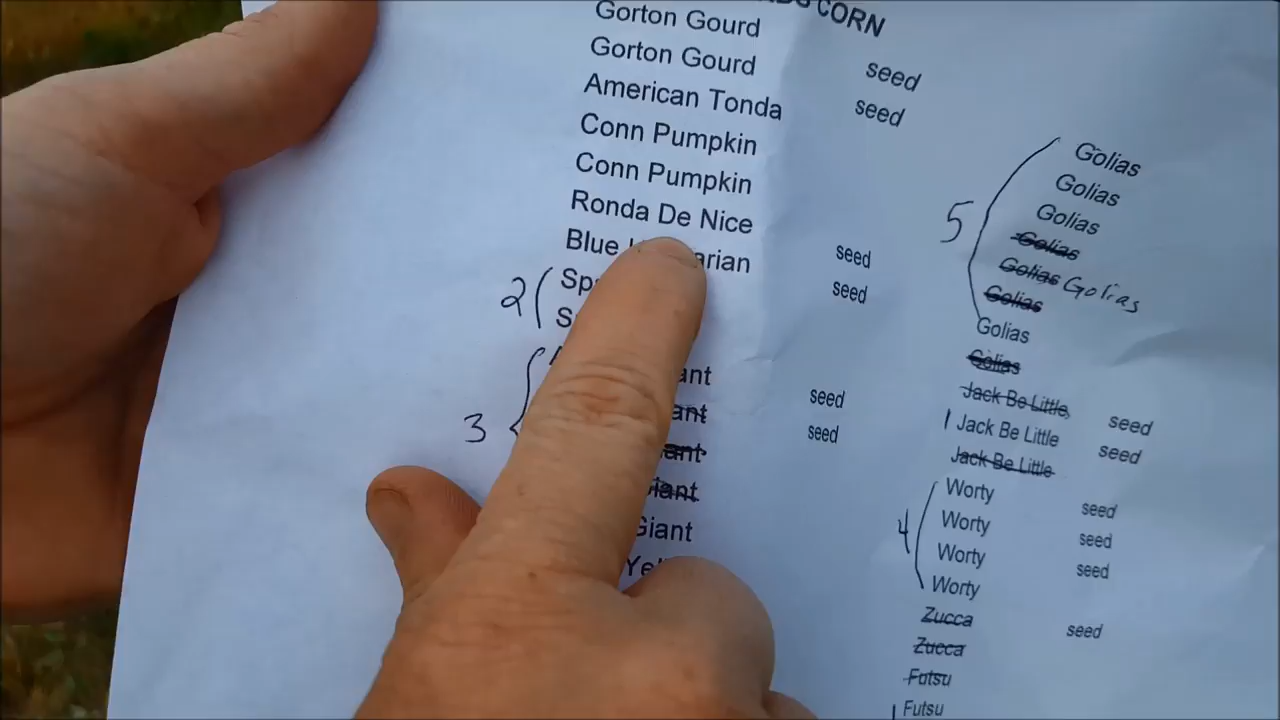 CORN
Gorton Gourd
Gorton Gourd seed
American Tonda seed
Conn Pumpkin
Conn Pumpkin
Ronda De Nice
Blue seed
2 seed
3
seed
seed
Giant
5
Golias
Golias
Golias
Golias
Golias Golias
Golias
Golias
Golias
Jack Be Little, seed
1 Jack Be Little seed
Jack Be Little
4
Worty seed
Worty seed
Worty seed
Worty
Zucca seed
Zucca
Futsu
1 Futsu